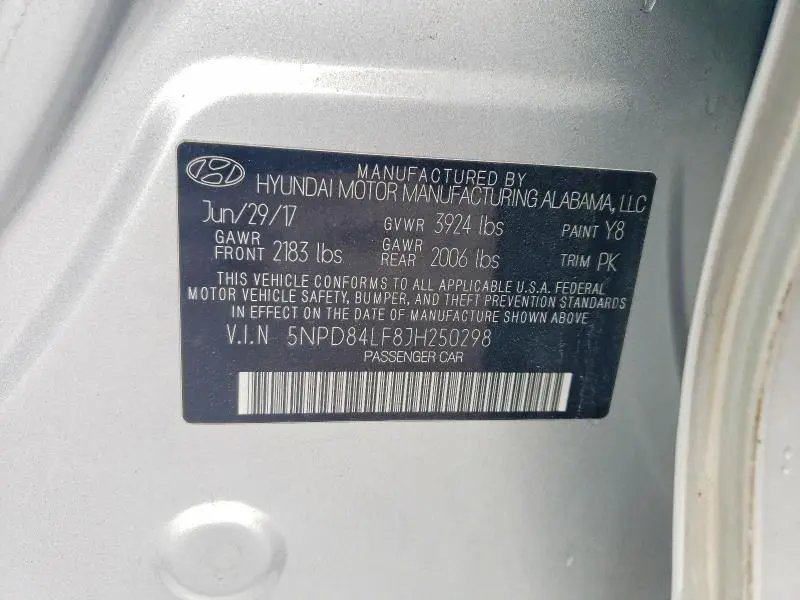 MANUFACTURED BY
HYUNDAI MOTOR MANUFACTURING ALABAMA, LLC
Jun/29/17 GVWR 3924 lbs PAINT Y8
GAWR FRONT 2183 lbs GAWR REAR 2006 lbs TRIM PK
THIS VEHICLE CONFORMS TO ALL APPLICABLE U.S.A. FEDERAL
MOTOR VEHICLE SAFETY, BUMPER, AND THEFT PREVENTION STANDARDS
IN EFFECT ON THE DATE OF MANUFACTURE SHOWN ABOVE
V.I.N 5NPD84LF8JH250298
PASSENGER CAR